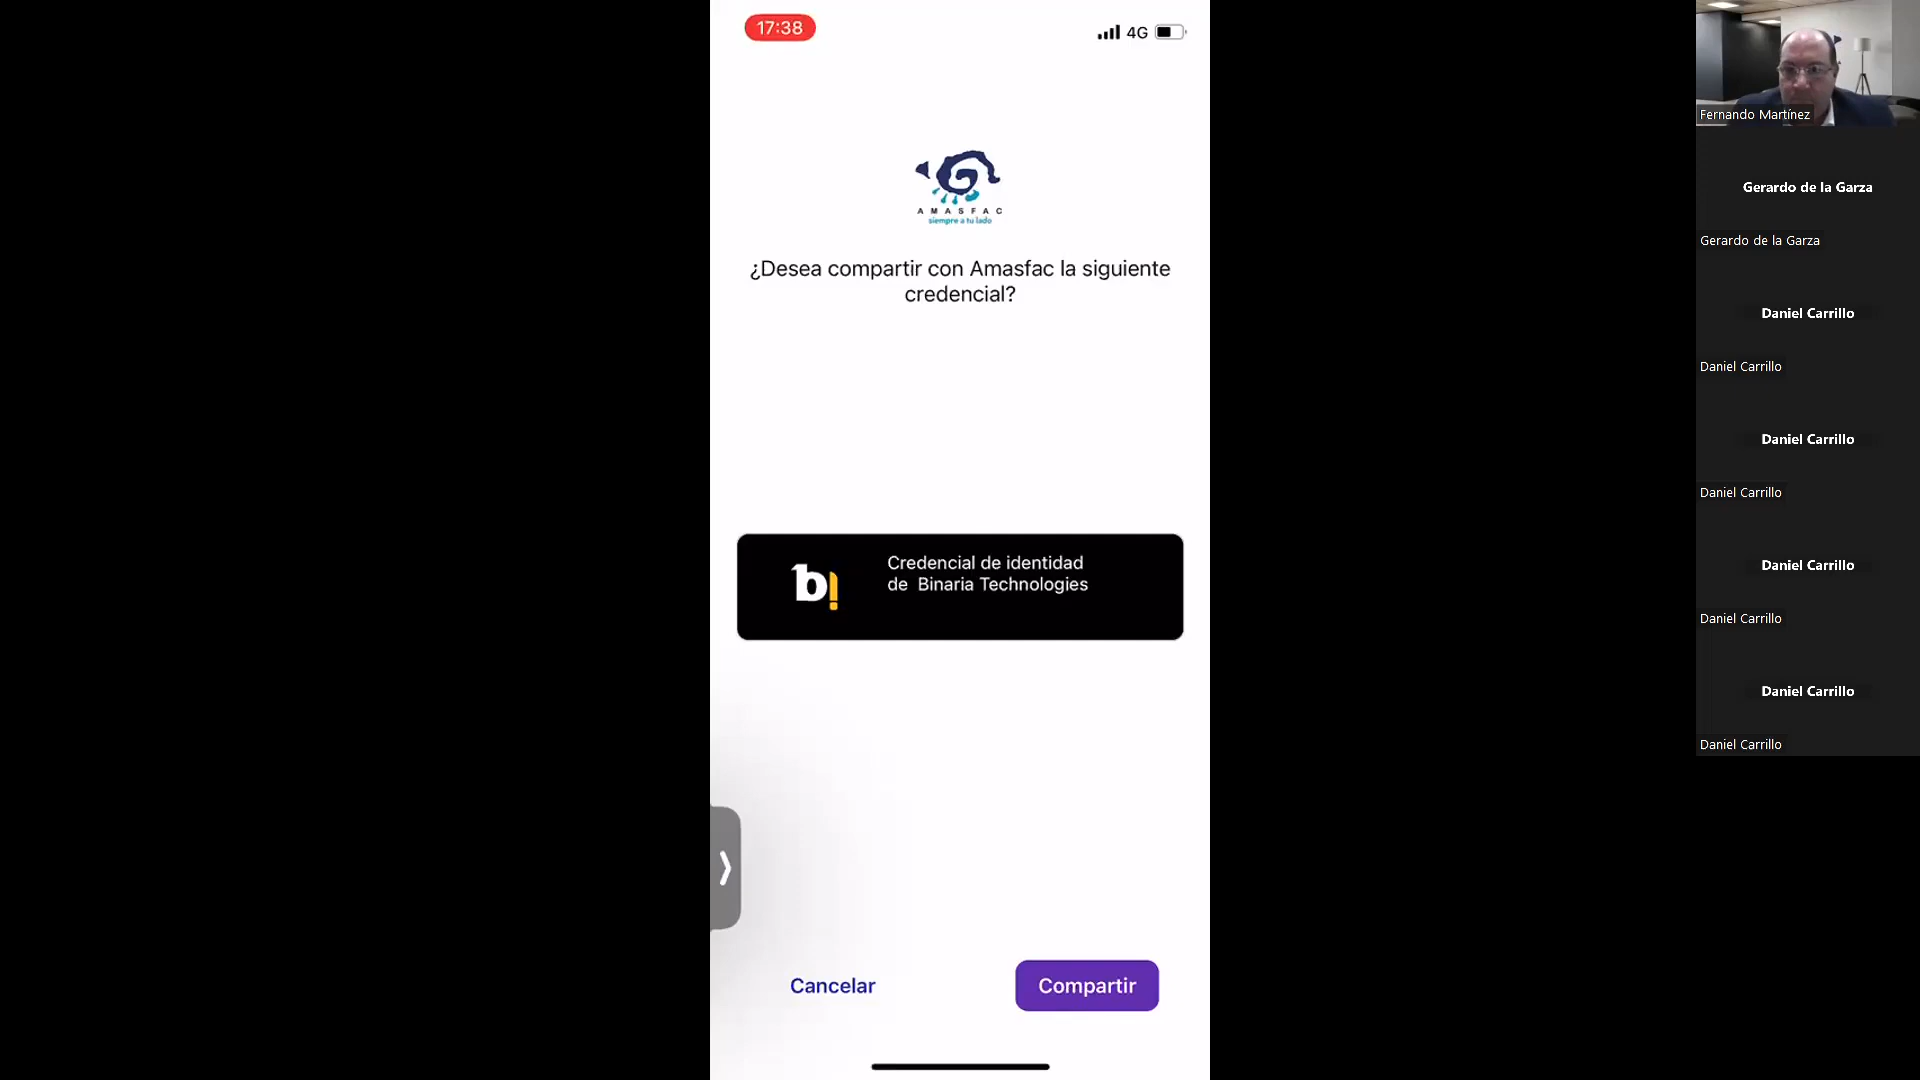 17:38
4G
AMASFAC
siempre a tu lado
¿Desea compartir con Amasfac la siguiente
credencial?
b!
Credencial de identidad
de Binaria Technologies
Cancelar
Compartir
Fernando Martínez
Gerardo de la Garza
Gerardo de la Garza
Daniel Carrillo
Daniel Carrillo
Daniel Carrillo
Daniel Carrillo
Daniel Carrillo
Daniel Carrillo
Daniel Carrillo
Daniel Carrillo